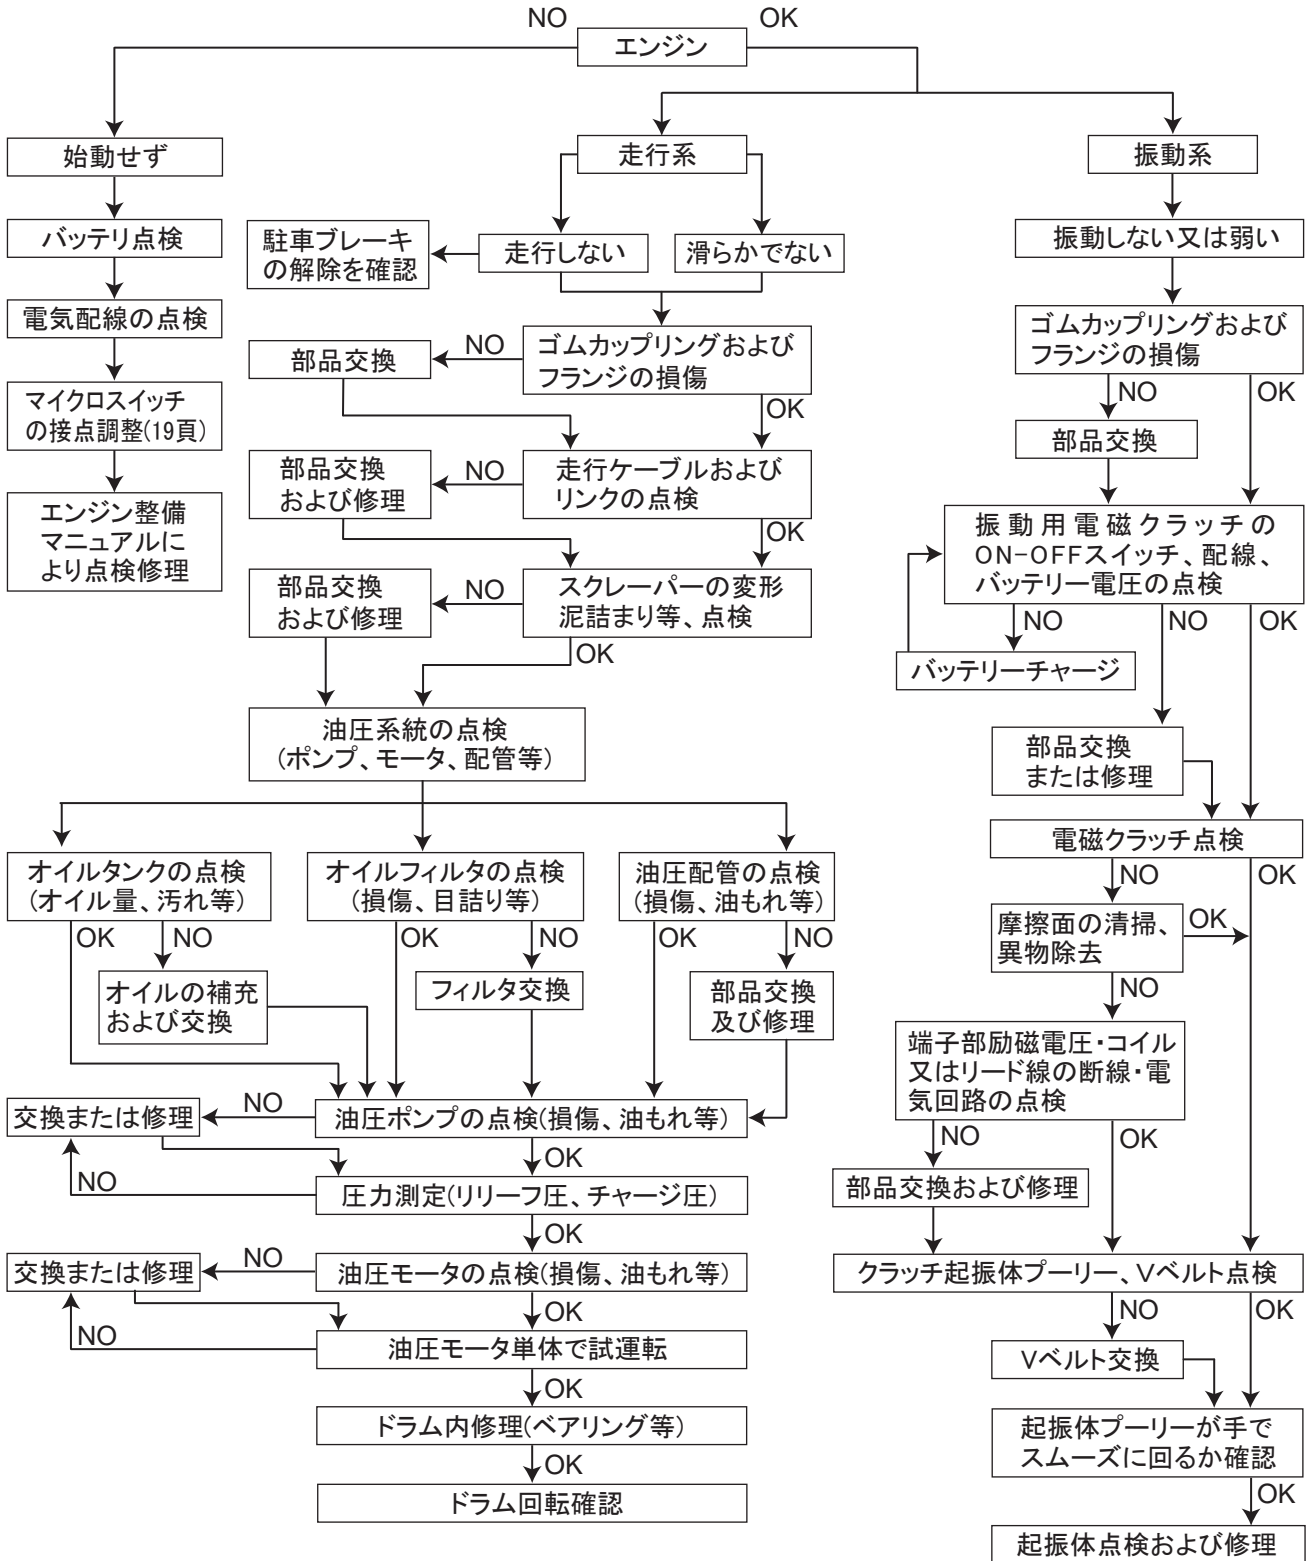 NO
OK
エンジン
始動せず
走行系
振動系
バッテリ点検
駐車ブレーキ
の解除を確認
走行しない
滑らかでない
振動しない又は弱い
電気配線の点検
部品交換
NO
ゴムカップリングおよび
フランジの損傷
OK
ゴムカップリングおよび
フランジの損傷
NO
OK
マイクロスイッチ
の接点調整(19頁)
部品交換
部品交換
および修理
NO
走行ケーブルおよび
リンクの点検
OK
エンジン整備
マニュアルに
より点検修理
振動用電磁クラッチの
ON-OFFスイッチ、配線、
バッテリー電圧の点検
NO
NO
OK
部品交換
および修理
NO
スクレーパーの変形
泥詰まり等、点検
OK
バッテリーチャージ
油圧系統の点検
(ポンプ、モータ、配管等)
部品交換
または修理
電磁クラッチ点検
NO
OK
オイルタンクの点検
(オイル量、汚れ等)
OK
NO
オイルフィルタの点検
(損傷、目詰り等)
OK
NO
油圧配管の点検
(損傷、油もれ等)
OK
NO
摩擦面の清掃、
異物除去
OK
NO
オイルの補充
および交換
フィルタ交換
部品交換
及び修理
端子部励磁電圧・コイル
又はリード線の断線・電
気回路の点検
NO
OK
交換または修理
NO
油圧ポンプの点検(損傷、油もれ等)
OK
NO
圧力測定(リリーフ圧、チャージ圧)
OK
部品交換および修理
交換または修理
NO
油圧モータの点検(損傷、油もれ等)
OK
クラッチ起振体プーリー、Vベルト点検
NO
OK
NO
油圧モータ単体で試運転
OK
Vベルト交換
ドラム内修理(ベアリング等)
OK
起振体プーリーが手で
スムーズに回るか確認
OK
ドラム回転確認
起振体点検および修理